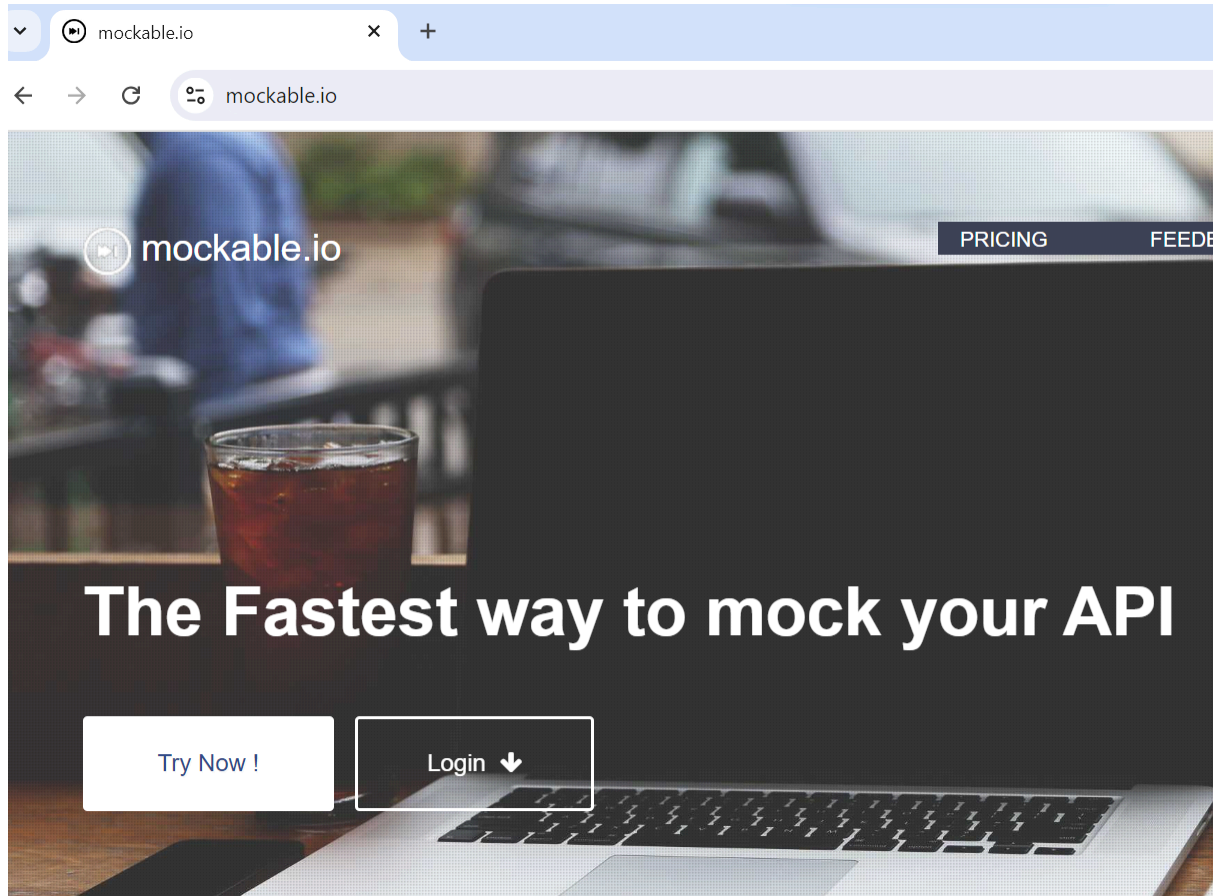 mockable.io
mockable.io
mockable.io
PRICING
The Fastest way to mock your API
Try Now !
Login